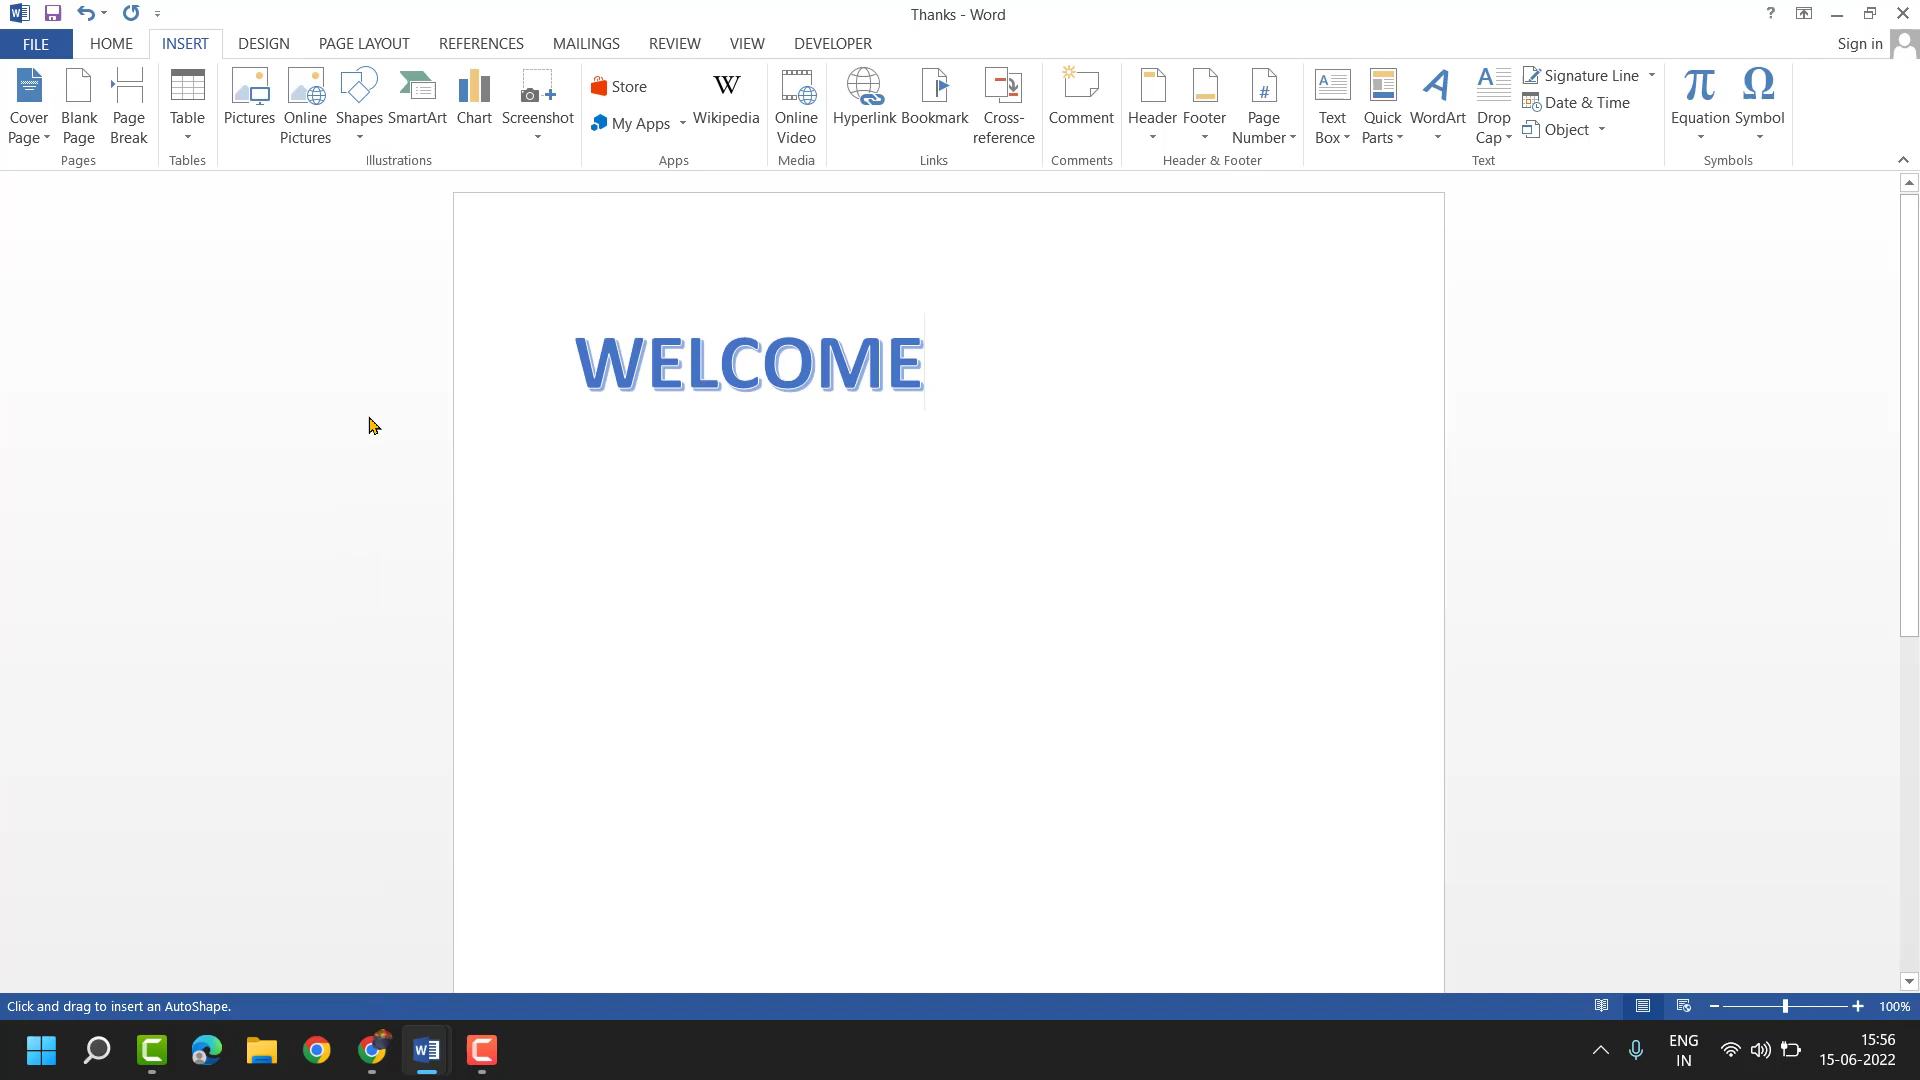 Thanks - Word
?
FILE HOME INSERT DESIGN PAGE LAYOUT REFERENCES MAILINGS REVIEW VIEW DEVELOPER Sign in
Cover Page
Blank Page
Page Break
Pages
Table
Tables
Pictures
Online Pictures
Shapes
SmartArt
Chart
Screenshot
Illustrations
Store
My Apps
W
Wikipedia
Apps
Online Video
Media
Hyperlink
Bookmark
Cross-reference
Links
Comment
Comments
Header
Footer
#
Page Number
Header & Footer
Text Box
Quick Parts
A
WordArt
Drop Cap
Signature Line
Date & Time
Object
Text
π
Equation
Ω
Symbol
Symbols
WELCOME
Click and drag to insert an AutoShape.
100%
ENG
IN
15:56
15-06-2022